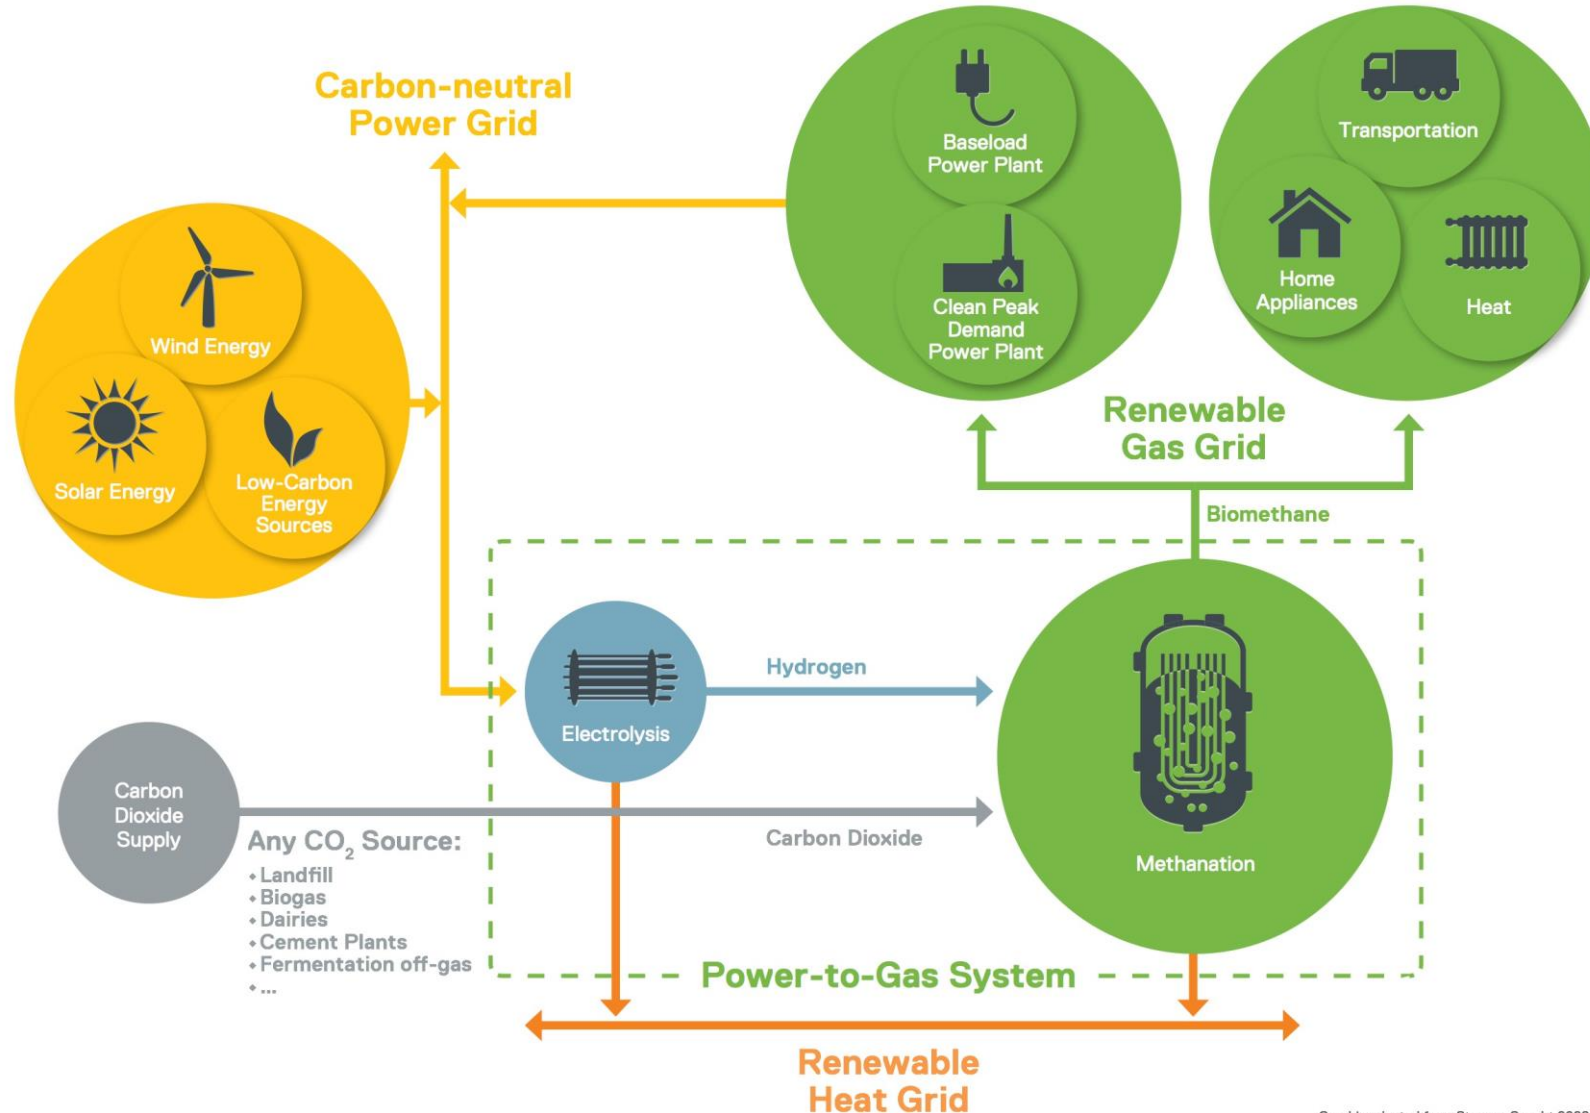 Carbon-neutral
Power Grid
Wind Energy
Solar Energy
Low-Carbon
Energy
Sources
Baseload
Power Plant
Clean Peak
Demand
Power Plant
Transportation
Home
Appliances
Heat
Renewable
Gas Grid
Biomethane
Electrolysis
Hydrogen
Methanation
Carbon
Dioxide
Supply
Carbon Dioxide
Any CO₂ Source:
• Landfill
• Biogas
• Dairies
• Cement Plants
• Fermentation off-gas
• ...
Power-to-Gas System
Renewable
Heat Grid